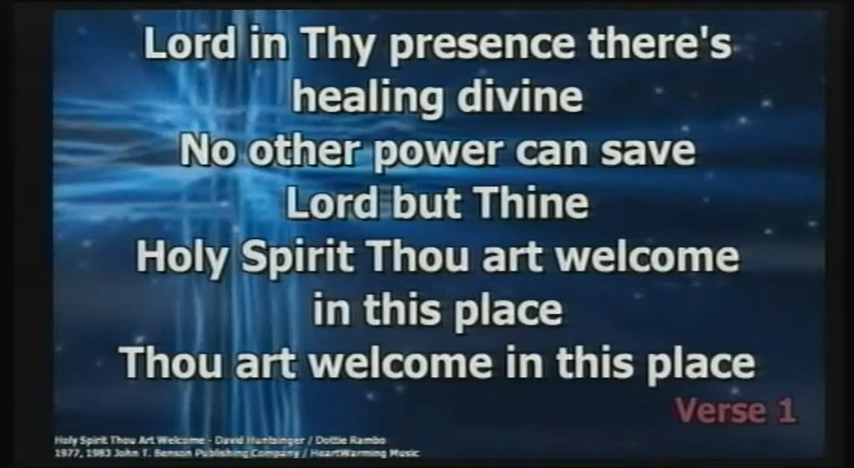 Lord in Thy presence there's
healing divine
No other power can save
Lord but Thine
Holy Spirit Thou art welcome
in this place
Thou art welcome in this place
Verse 1
Holy Spirit Thou Art Welcome - David Huntsinger / Dottie Rambo
1977, 1983 John T. Benson Publishing Company / HeartWarming Music